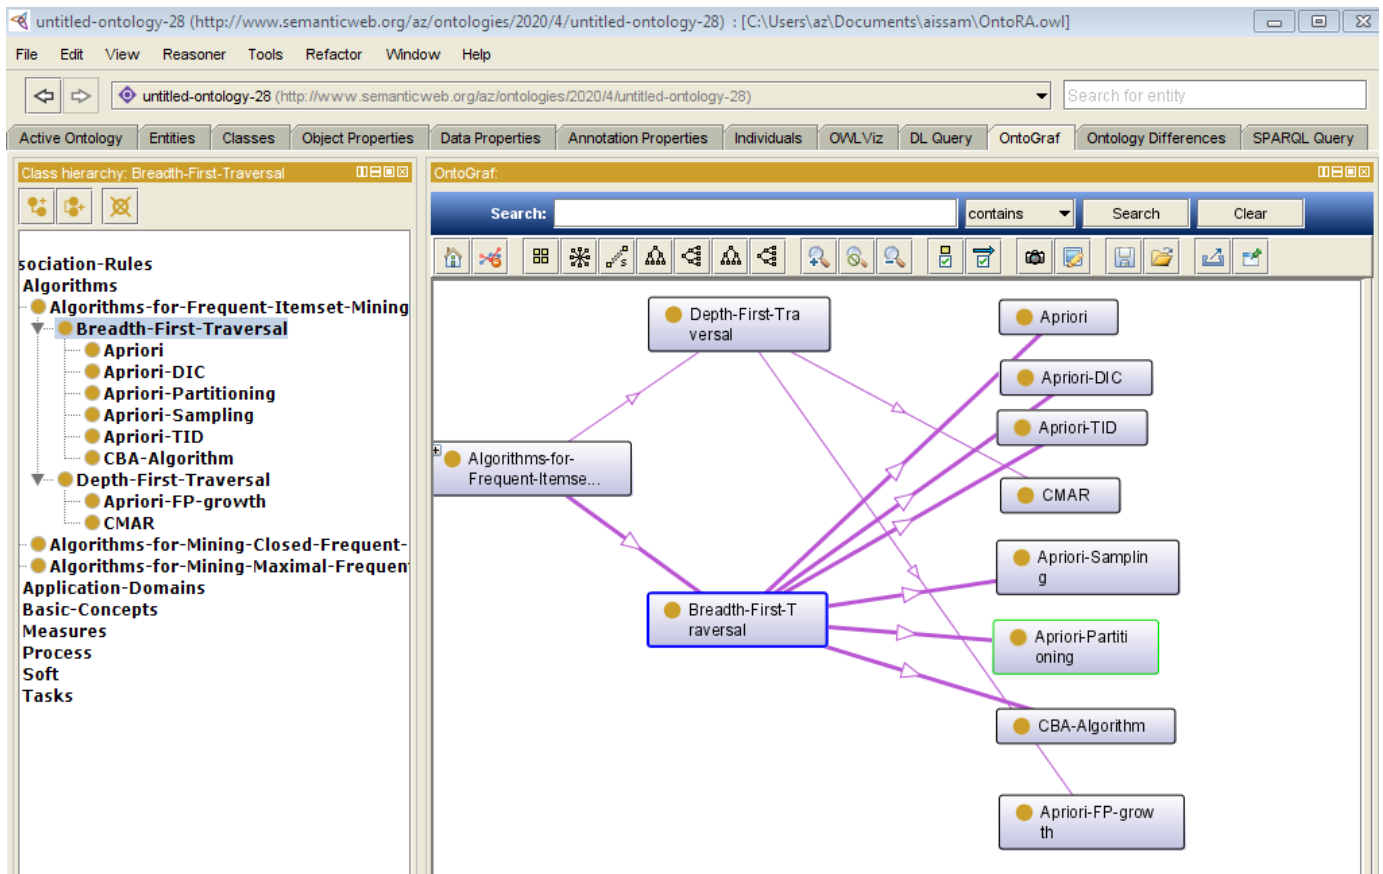 untitled-ontology-28 (http://www.semanticweb.org/az/ontologies/2020/4/untitled-ontology-28) : [C:\Users\az\Documents\aissam\OntoRA.owl]
File Edit View Reasoner Tools Refactor Window Help
untitled-ontology-28 (http://www.semanticweb.org/az/ontologies/2020/4/untitled-ontology-28)
Search for entity
Active Ontology Entities Classes Object Properties Data Properties Annotation Properties Individuals OWLViz DL Query OntoGraf Ontology Differences SPARQL Query
Class hierarchy: Breadth-First-Traversal
sociation-Rules
Algorithms
Algorithms-for-Frequent-Itemset-Mining
Breadth-First-Traversal
Apriori
Apriori-DIC
Apriori-Partitioning
Apriori-Sampling
Apriori-TID
CBA-Algorithm
Depth-First-Traversal
Apriori-FP-growth
CMAR
Algorithms-for-Mining-Closed-Frequent-
Algorithms-for-Mining-Maximal-Frequen
Application-Domains
Basic-Concepts
Measures
Process
Soft
Tasks
OntoGraf:
Search: contains Search Clear
Depth-First-Tra
versal
Apriori
Apriori-DIC
Apriori-TID
Algorithms-for-
Frequent-Itemse...
CMAR
Apriori-Samplin
g
Breadth-First-T
raversal
Apriori-Partiti
oning
CBA-Algorithm
Apriori-FP-grow
th